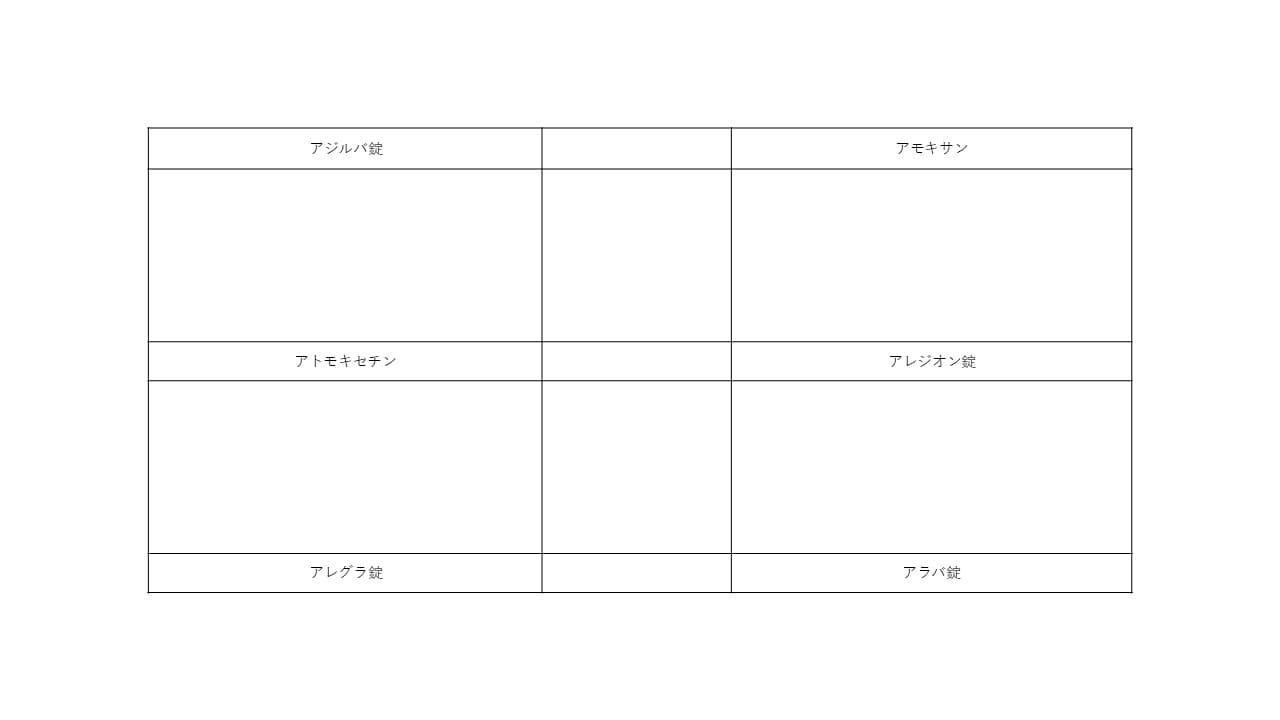 アジルバ錠
アモキサン
アトモキセチン
アレジオン錠
アレグラ錠
アラバ錠